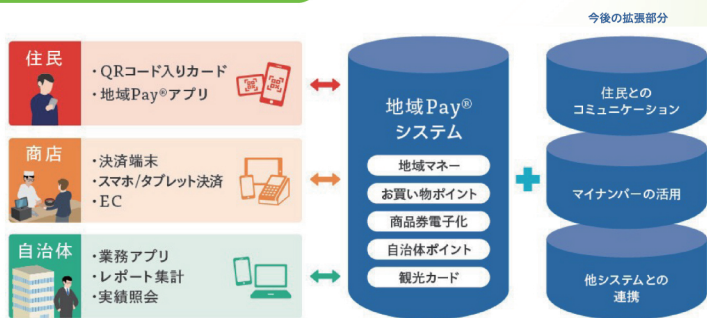 今後の拡張部分
住民
・QRコード入りカード
・地域Pay®アプリ
商店
・決済端末
・スマホ/タブレット決済
・EC
自治体
・業務アプリ
・レポート集計
・実績照会
地域Pay®
システム
地域マネー
お買い物ポイント
商品券電子化
自治体ポイント
観光カード
住民との
コミュニケーション
マイナンバーの活用
他システムとの
連携